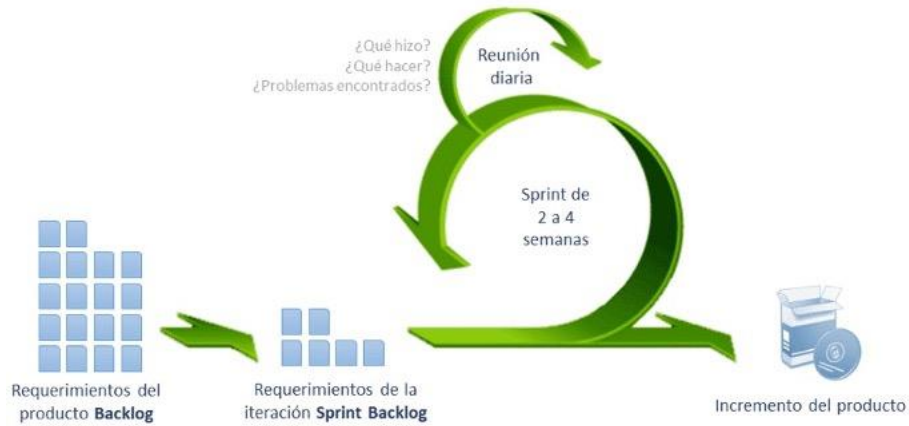 ¿Qué hizo?
¿Qué hacer?
¿Problemas encontrados?
Reunión
diaria
Sprint de
2 a 4
semanas
Requerimientos del
producto Backlog
Requerimientos de la
iteración Sprint Backlog
Incremento del producto